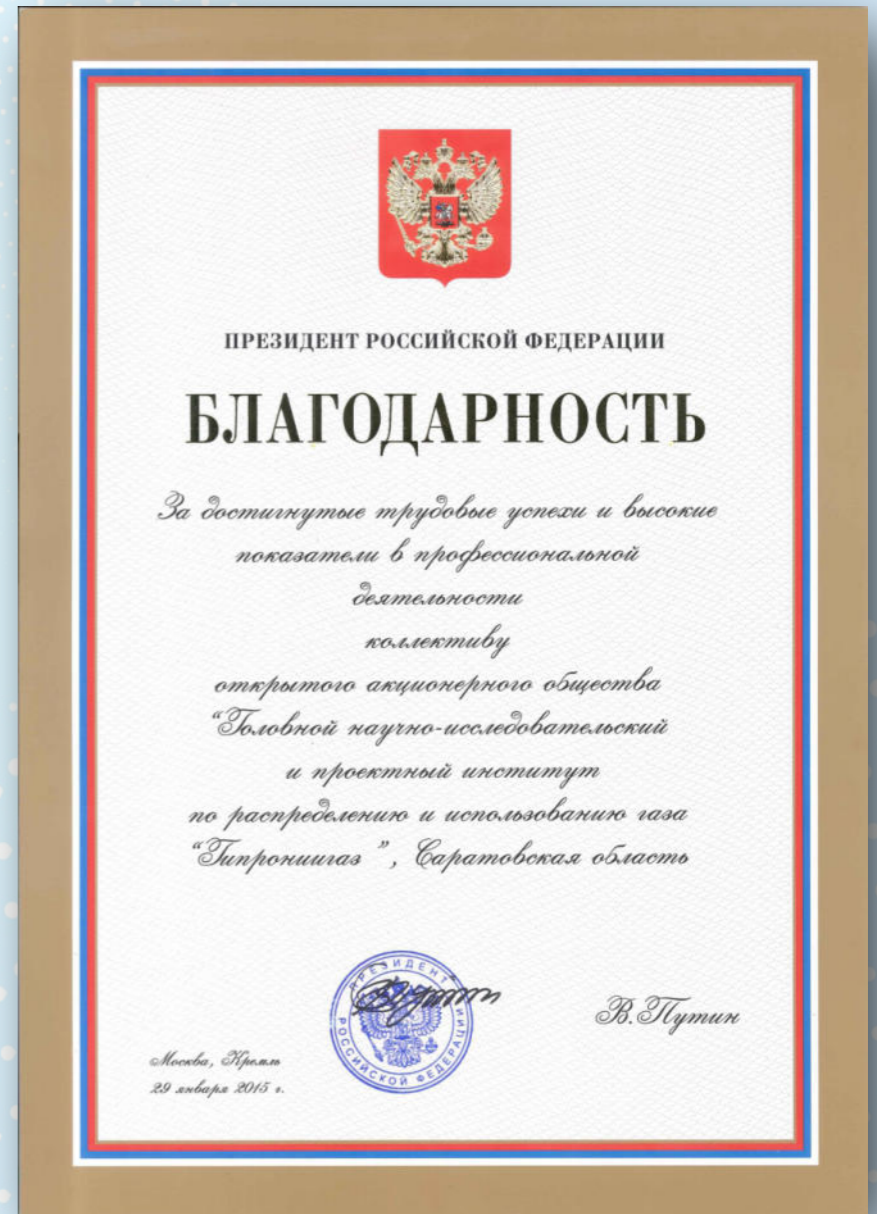 ПРЕЗИДЕНТ РОССИЙСКОЙ ФЕДЕРАЦИИ
БЛАГОДАРНОСТЬ
За достигнутые трудовые успехи и высокие
показатели в профессиональной
деятельности
коллективу
открытого акционерного общества
“Головной научно-исследовательский
и проектный институт
по распределению и использованию газа
“Гипрониигаз”, Саратовская область
ПРЕЗИДЕНТ РОССИЙСКОЙ ФЕДЕРАЦИИ
В.Путин
Москва, Кремль
29 января 2015 г.